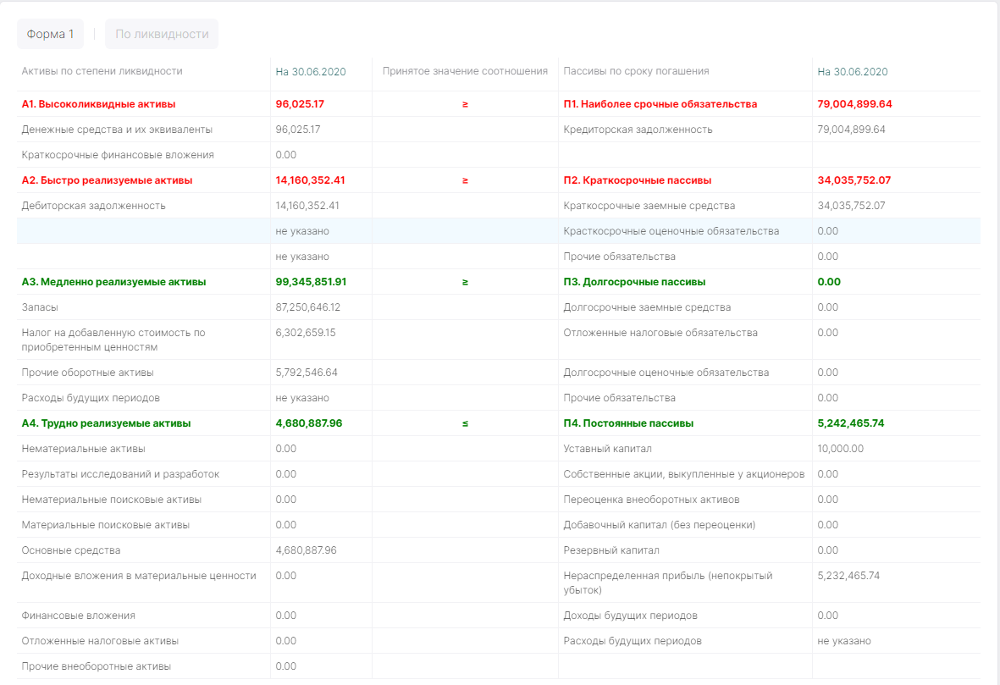 Форма 1 По ликвидности
Активы по степени ликвидности На 30.06.2020 Принятое значение соотношения Пассивы по сроку погашения На 30.06.2020
А1. Высоколиквидные активы 96,025.17 ≥ П1. Наиболее срочные обязательства 79,004,899.64
Денежные средства и их эквиваленты 96,025.17 Кредиторская задолженность 79,004,899.64
Краткосрочные финансовые вложения 0.00
А2. Быстро реализуемые активы 14,160,352.41 ≥ П2. Краткосрочные пассивы 34,035,752.07
Дебиторская задолженность 14,160,352.41 Краткосрочные заемные средства 34,035,752.07
не указано Красткосрочные оценочные обязательства 0.00
не указано Прочие обязательства 0.00
А3. Медленно реализуемые активы 99,345,851.91 ≥ П3. Долгосрочные пассивы 0.00
Запасы 87,250,646.12 Долгосрочные заемные средства 0.00
Налог на добавленную стоимость по 6,302,659.15 Отложенные налоговые обязательства 0.00
приобретенным ценностям
Прочие оборотные активы 5,792,546.64 Долгосрочные оценочные обязательства 0.00
Расходы будущих периодов не указано Прочие обязательства 0.00
А4. Трудно реализуемые активы 4,680,887.96 ≤ П4. Постоянные пассивы 5,242,465.74
Нематериальные активы 0.00 Уставный капитал 10,000.00
Результаты исследований и разработок 0.00 Собственные акции, выкупленные у акционеров 0.00
Нематериальные поисковые активы 0.00 Переоценка внеоборотных активов 0.00
Материальные поисковые активы 0.00 Добавочный капитал (без переоценки) 0.00
Основные средства 4,680,887.96 Резервный капитал 0.00
Доходные вложения в материальные ценности 0.00 Нераспределенная прибыль (непокрытый 5,232,465.74
убыток)
Финансовые вложения 0.00 Доходы будущих периодов 0.00
Отложенные налоговые активы 0.00 Расходы будущих периодов не указано
Прочие внеоборотные активы 0.00